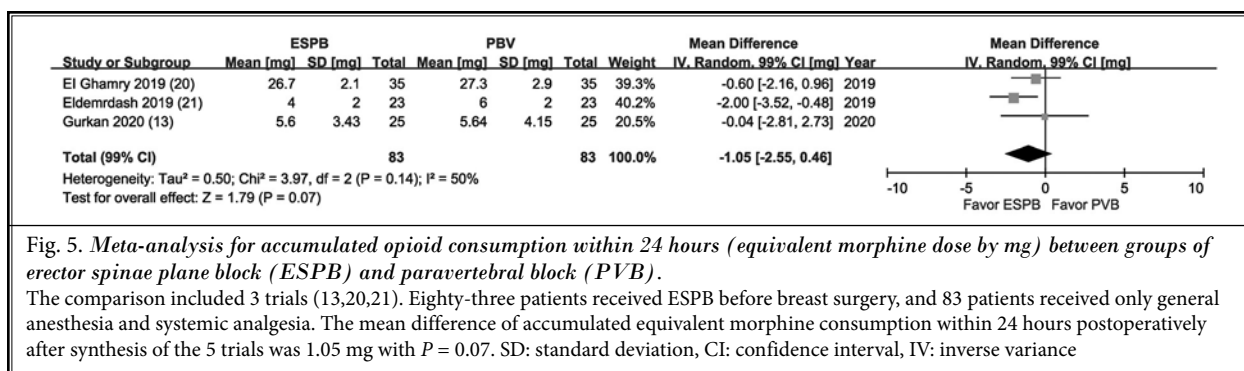 ESPB PBV Mean Difference Mean Difference
Study or Subgroup Mean [mg] SD [mg] Total Mean [mg] SD [mg] Total Weight IV. Random. 99% CI [mg] Year IV. Random. 99% CI [mg]
El Ghamry 2019 (20) 26.7 2.1 35 27.3 2.9 35 39.3% -0.60 [-2.16, 0.96] 2019
Eldemrdash 2019 (21) 4 2 23 6 2 23 40.2% -2.00 [-3.52, -0.48] 2019
Gurkan 2020 (13) 5.6 3.43 25 5.64 4.15 25 20.5% -0.04 [-2.81, 2.73] 2020
Total (99% CI) 83 83 100.0% -1.05 [-2.55, 0.46]
Heterogeneity: Tau² = 0.50; Chi² = 3.97, df = 2 (P = 0.14); I² = 50%
Test for overall effect: Z = 1.79 (P = 0.07)
-10 -5 0 5 10
Favor ESPB Favor PVB
Fig. 5. Meta-analysis for accumulated opioid consumption within 24 hours (equivalent morphine dose by mg) between groups of
erector spinae plane block (ESPB) and paravertebral block (PVB).
The comparison included 3 trials (13,20,21). Eighty-three patients received ESPB before breast surgery, and 83 patients received only general
anesthesia and systemic analgesia. The mean difference of accumulated equivalent morphine consumption within 24 hours postoperatively
after synthesis of the 5 trials was 1.05 mg with P = 0.07. SD: standard deviation, CI: confidence interval, IV: inverse variance